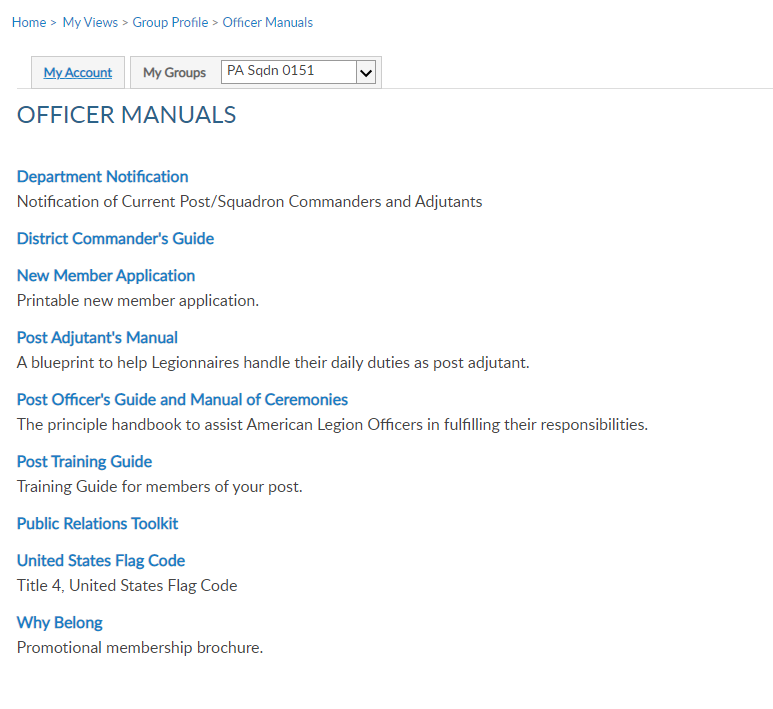 Home > My Views > Group Profile > Officer Manuals
My Account My Groups PA Sqdn 0151
OFFICER MANUALS
Department Notification
Notification of Current Post/Squadron Commanders and Adjutants
District Commander's Guide
New Member Application
Printable new member application.
Post Adjutant's Manual
A blueprint to help Legionnaires handle their daily duties as post adjutant.
Post Officer's Guide and Manual of Ceremonies
The principle handbook to assist American Legion Officers in fulfilling their responsibilities.
Post Training Guide
Training Guide for members of your post.
Public Relations Toolkit
United States Flag Code
Title 4, United States Flag Code
Why Belong
Promotional membership brochure.